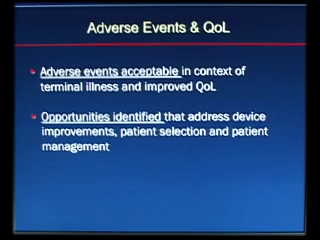 Adverse Events & QoL
• Adverse events acceptable in context of
terminal illness and improved QoL
• Opportunities identified that address device
improvements, patient selection and patient
management